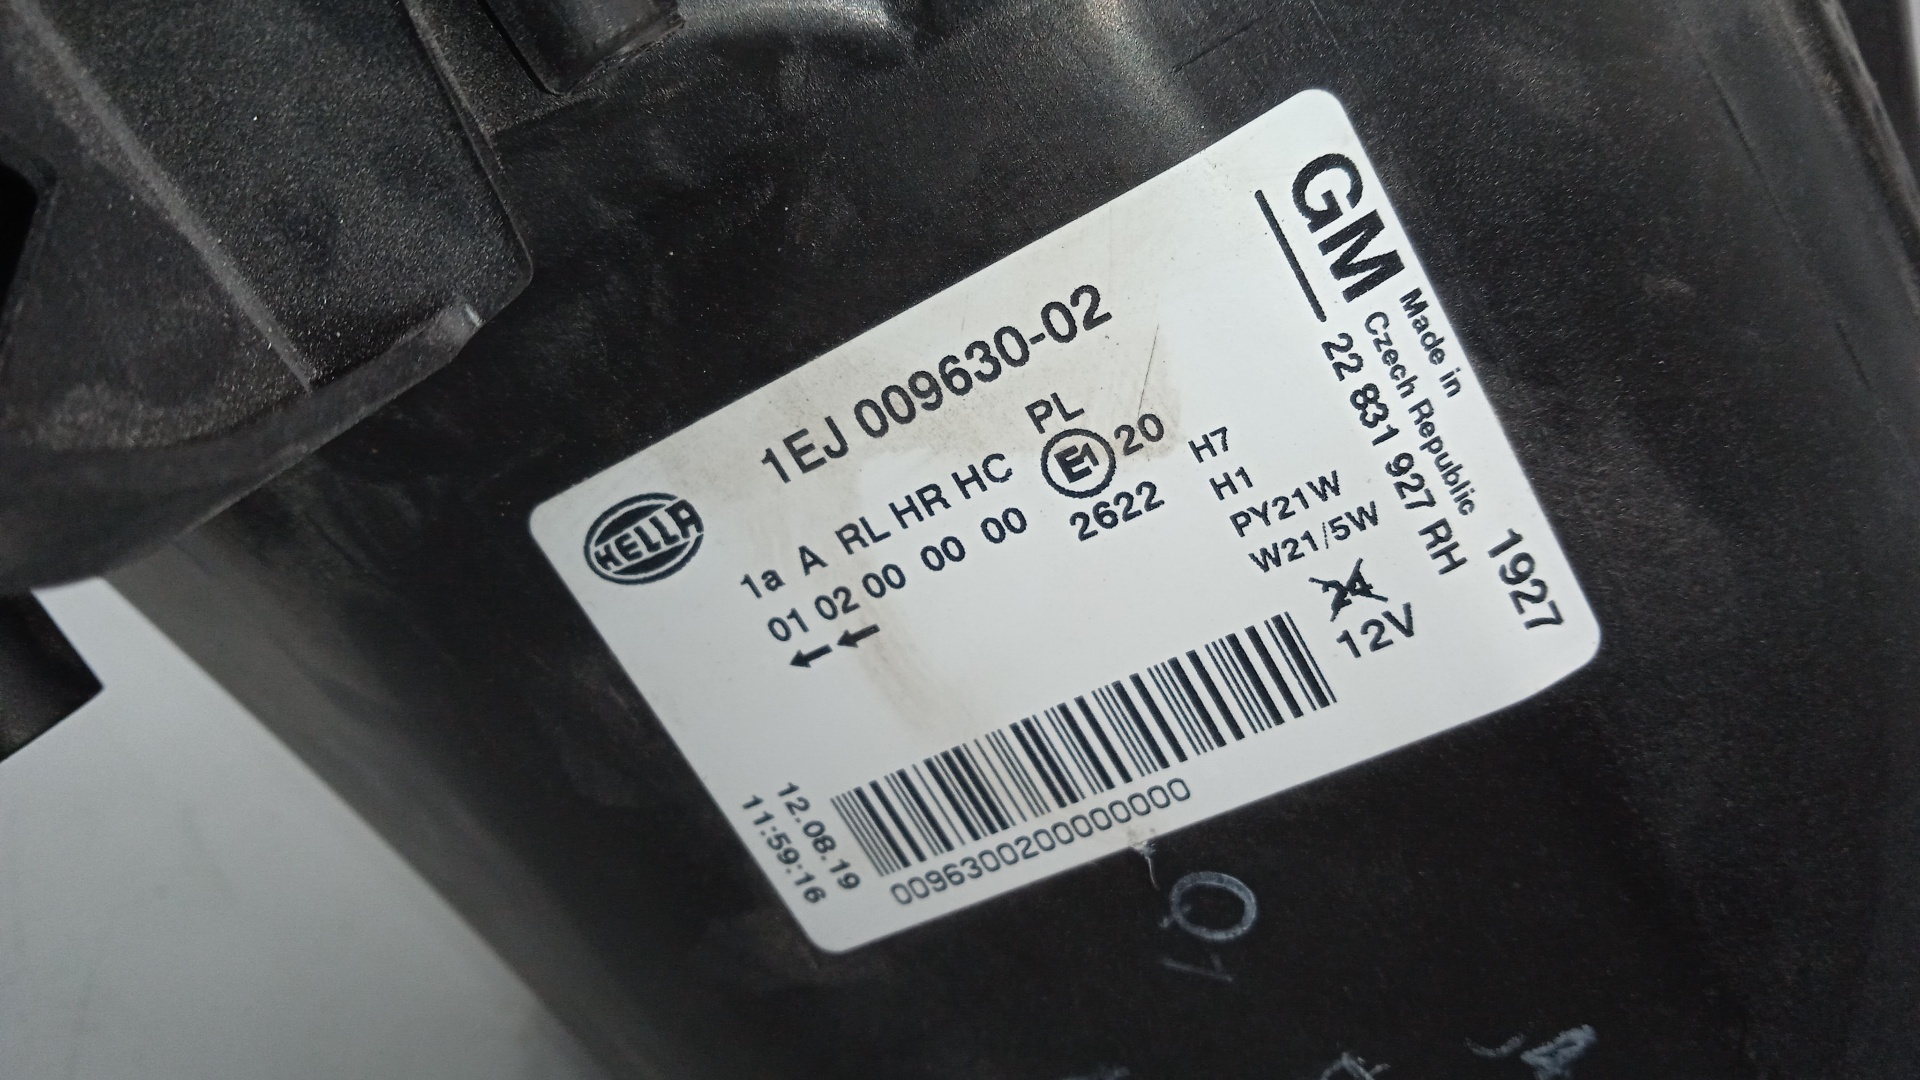 HELLA
1EJ 009630-02
1a A RL HR HC PL
01 02 00 00 00
E1 20
2622
H7
H1
PY21W
W21/5W
24
12V
GM
Made in
Czech Republic
22 831 927 RH
1927
12.08.19
11:59:16
0096300200000000